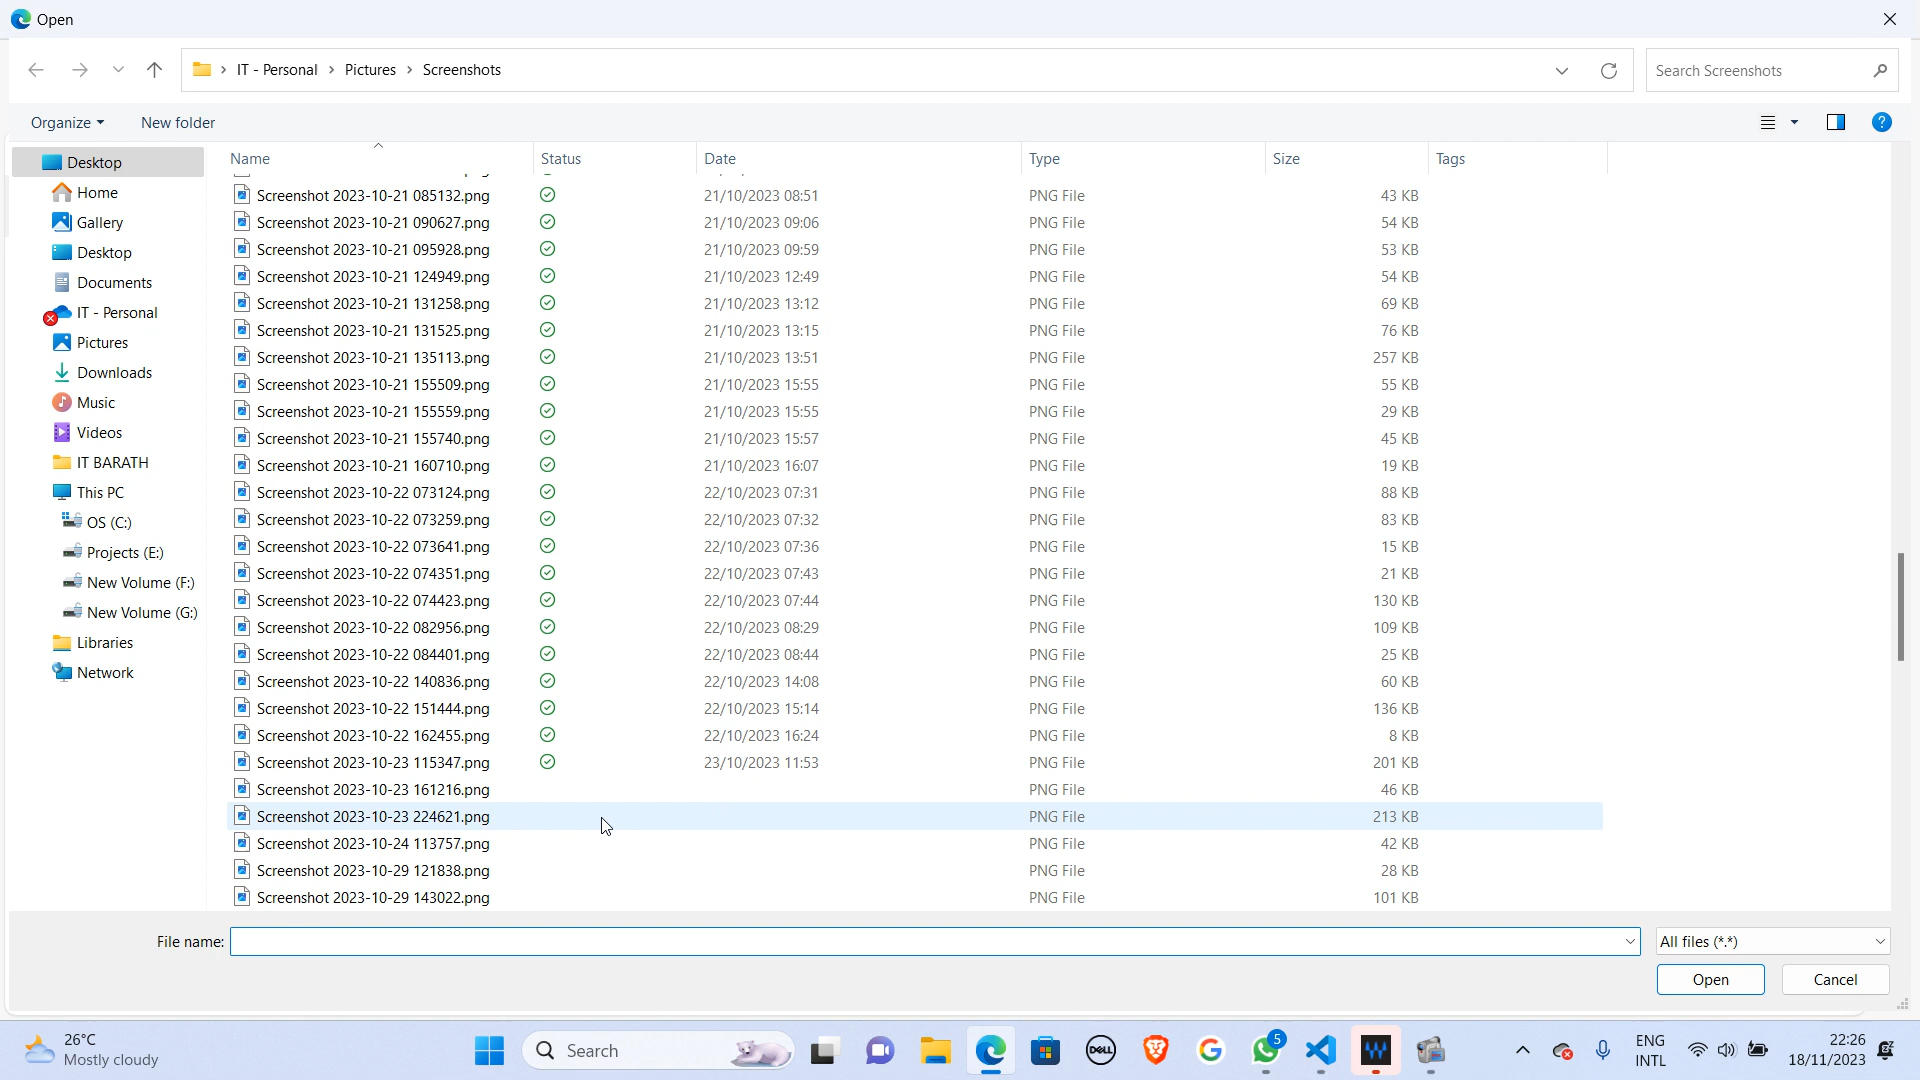 Open
IT - Personal › Pictures › Screenshots
Search Screenshots
Organize
New folder
Name Status Date Type Size Tags
Desktop
Home
Gallery
Desktop
Documents
IT - Personal
Pictures
Downloads
Music
Videos
IT BARATH
This PC
OS (C:)
Projects (E:)
New Volume (F:)
New Volume (G:)
Libraries
Network
Screenshot 2023-10-21 085132.png 21/10/2023 08:51 PNG File 43 KB
Screenshot 2023-10-21 090627.png 21/10/2023 09:06 PNG File 54 KB
Screenshot 2023-10-21 095928.png 21/10/2023 09:59 PNG File 53 KB
Screenshot 2023-10-21 124949.png 21/10/2023 12:49 PNG File 54 KB
Screenshot 2023-10-21 131258.png 21/10/2023 13:12 PNG File 69 KB
Screenshot 2023-10-21 131525.png 21/10/2023 13:15 PNG File 76 KB
Screenshot 2023-10-21 135113.png 21/10/2023 13:51 PNG File 257 KB
Screenshot 2023-10-21 155509.png 21/10/2023 15:55 PNG File 55 KB
Screenshot 2023-10-21 155559.png 21/10/2023 15:55 PNG File 29 KB
Screenshot 2023-10-21 155740.png 21/10/2023 15:57 PNG File 45 KB
Screenshot 2023-10-21 160710.png 21/10/2023 16:07 PNG File 19 KB
Screenshot 2023-10-22 073124.png 22/10/2023 07:31 PNG File 88 KB
Screenshot 2023-10-22 073259.png 22/10/2023 07:32 PNG File 83 KB
Screenshot 2023-10-22 073641.png 22/10/2023 07:36 PNG File 15 KB
Screenshot 2023-10-22 074351.png 22/10/2023 07:43 PNG File 21 KB
Screenshot 2023-10-22 074423.png 22/10/2023 07:44 PNG File 130 KB
Screenshot 2023-10-22 082956.png 22/10/2023 08:29 PNG File 109 KB
Screenshot 2023-10-22 084401.png 22/10/2023 08:44 PNG File 25 KB
Screenshot 2023-10-22 140836.png 22/10/2023 14:08 PNG File 60 KB
Screenshot 2023-10-22 151444.png 22/10/2023 15:14 PNG File 136 KB
Screenshot 2023-10-22 162455.png 22/10/2023 16:24 PNG File 8 KB
Screenshot 2023-10-23 115347.png 23/10/2023 11:53 PNG File 201 KB
Screenshot 2023-10-23 161216.png PNG File 46 KB
Screenshot 2023-10-23 224621.png PNG File 213 KB
Screenshot 2023-10-24 113757.png PNG File 42 KB
Screenshot 2023-10-29 121838.png PNG File 28 KB
Screenshot 2023-10-29 143022.png PNG File 101 KB
File name:
All files (*.*)
Open
Cancel
26°C
Mostly cloudy
Search
DELL
5
ENG
INTL
22:26
18/11/2023